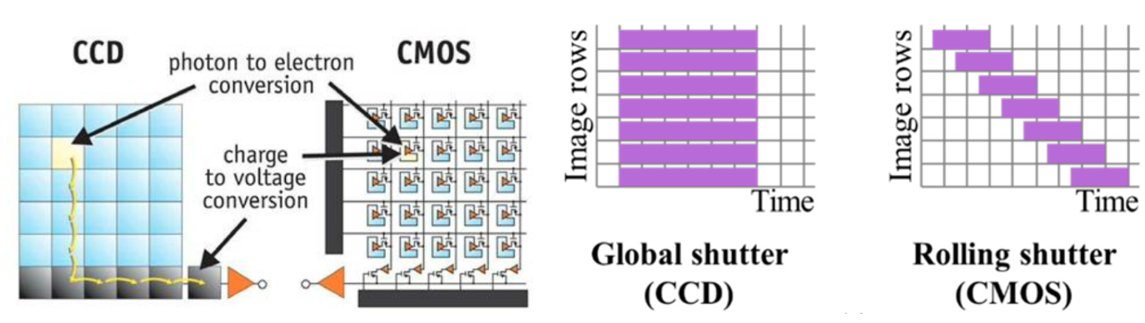 CCD
photon to electron
conversion
CMOS
charge
to voltage
conversion
Image rows
Time
Global shutter
(CCD)
Image rows
Time
Rolling shutter
(CMOS)